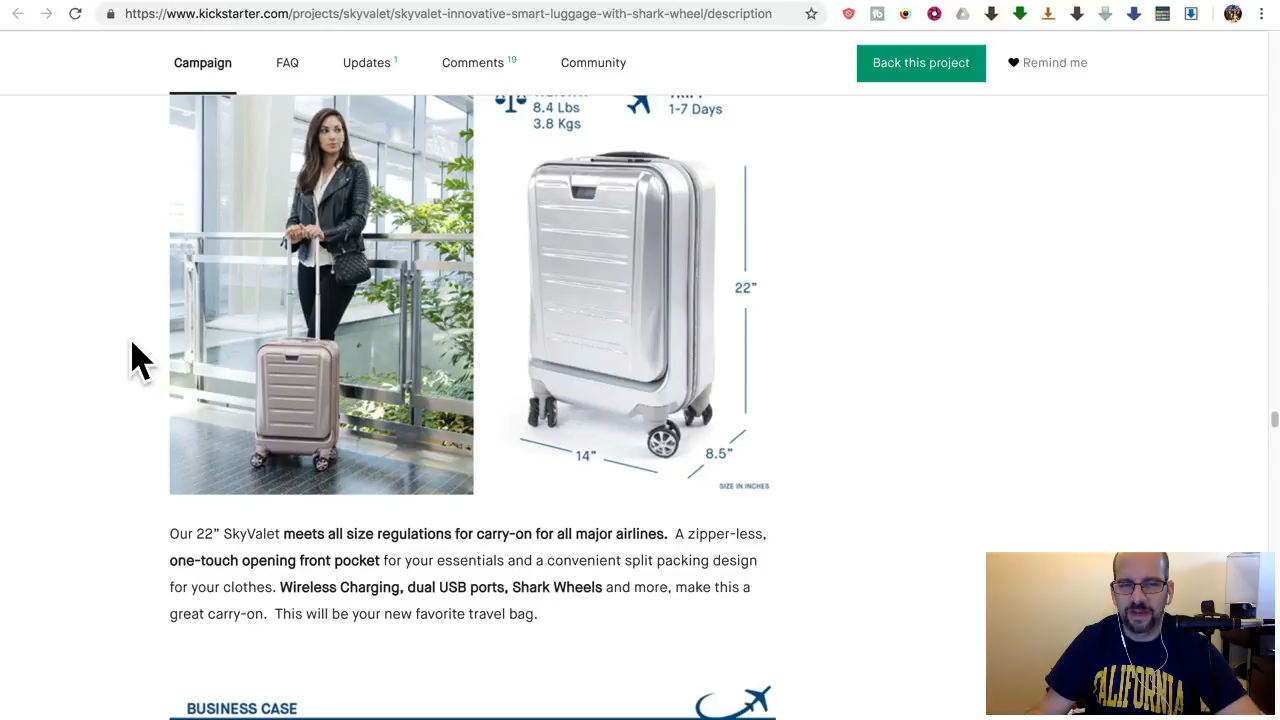 https://www.kickstarter.com/projects/skyvalet/skyvalet-innovative-smart-luggage-with-shark-wheel/description
Campaign FAQ Updates 1 Comments 19 Community Back this project Remind me
8.4 Lbs
3.8 Kgs
1-7 Days
22”
14”
8.5”
SIZE IN INCHES
Our 22” SkyValet meets all size regulations for carry-on for all major airlines. A zipper-less,
one-touch opening front pocket for your essentials and a convenient split packing design
for your clothes. Wireless Charging, dual USB ports, Shark Wheels and more, make this a
great carry-on. This will be your new favorite travel bag.
BUSINESS CASE
CALIFORNIA